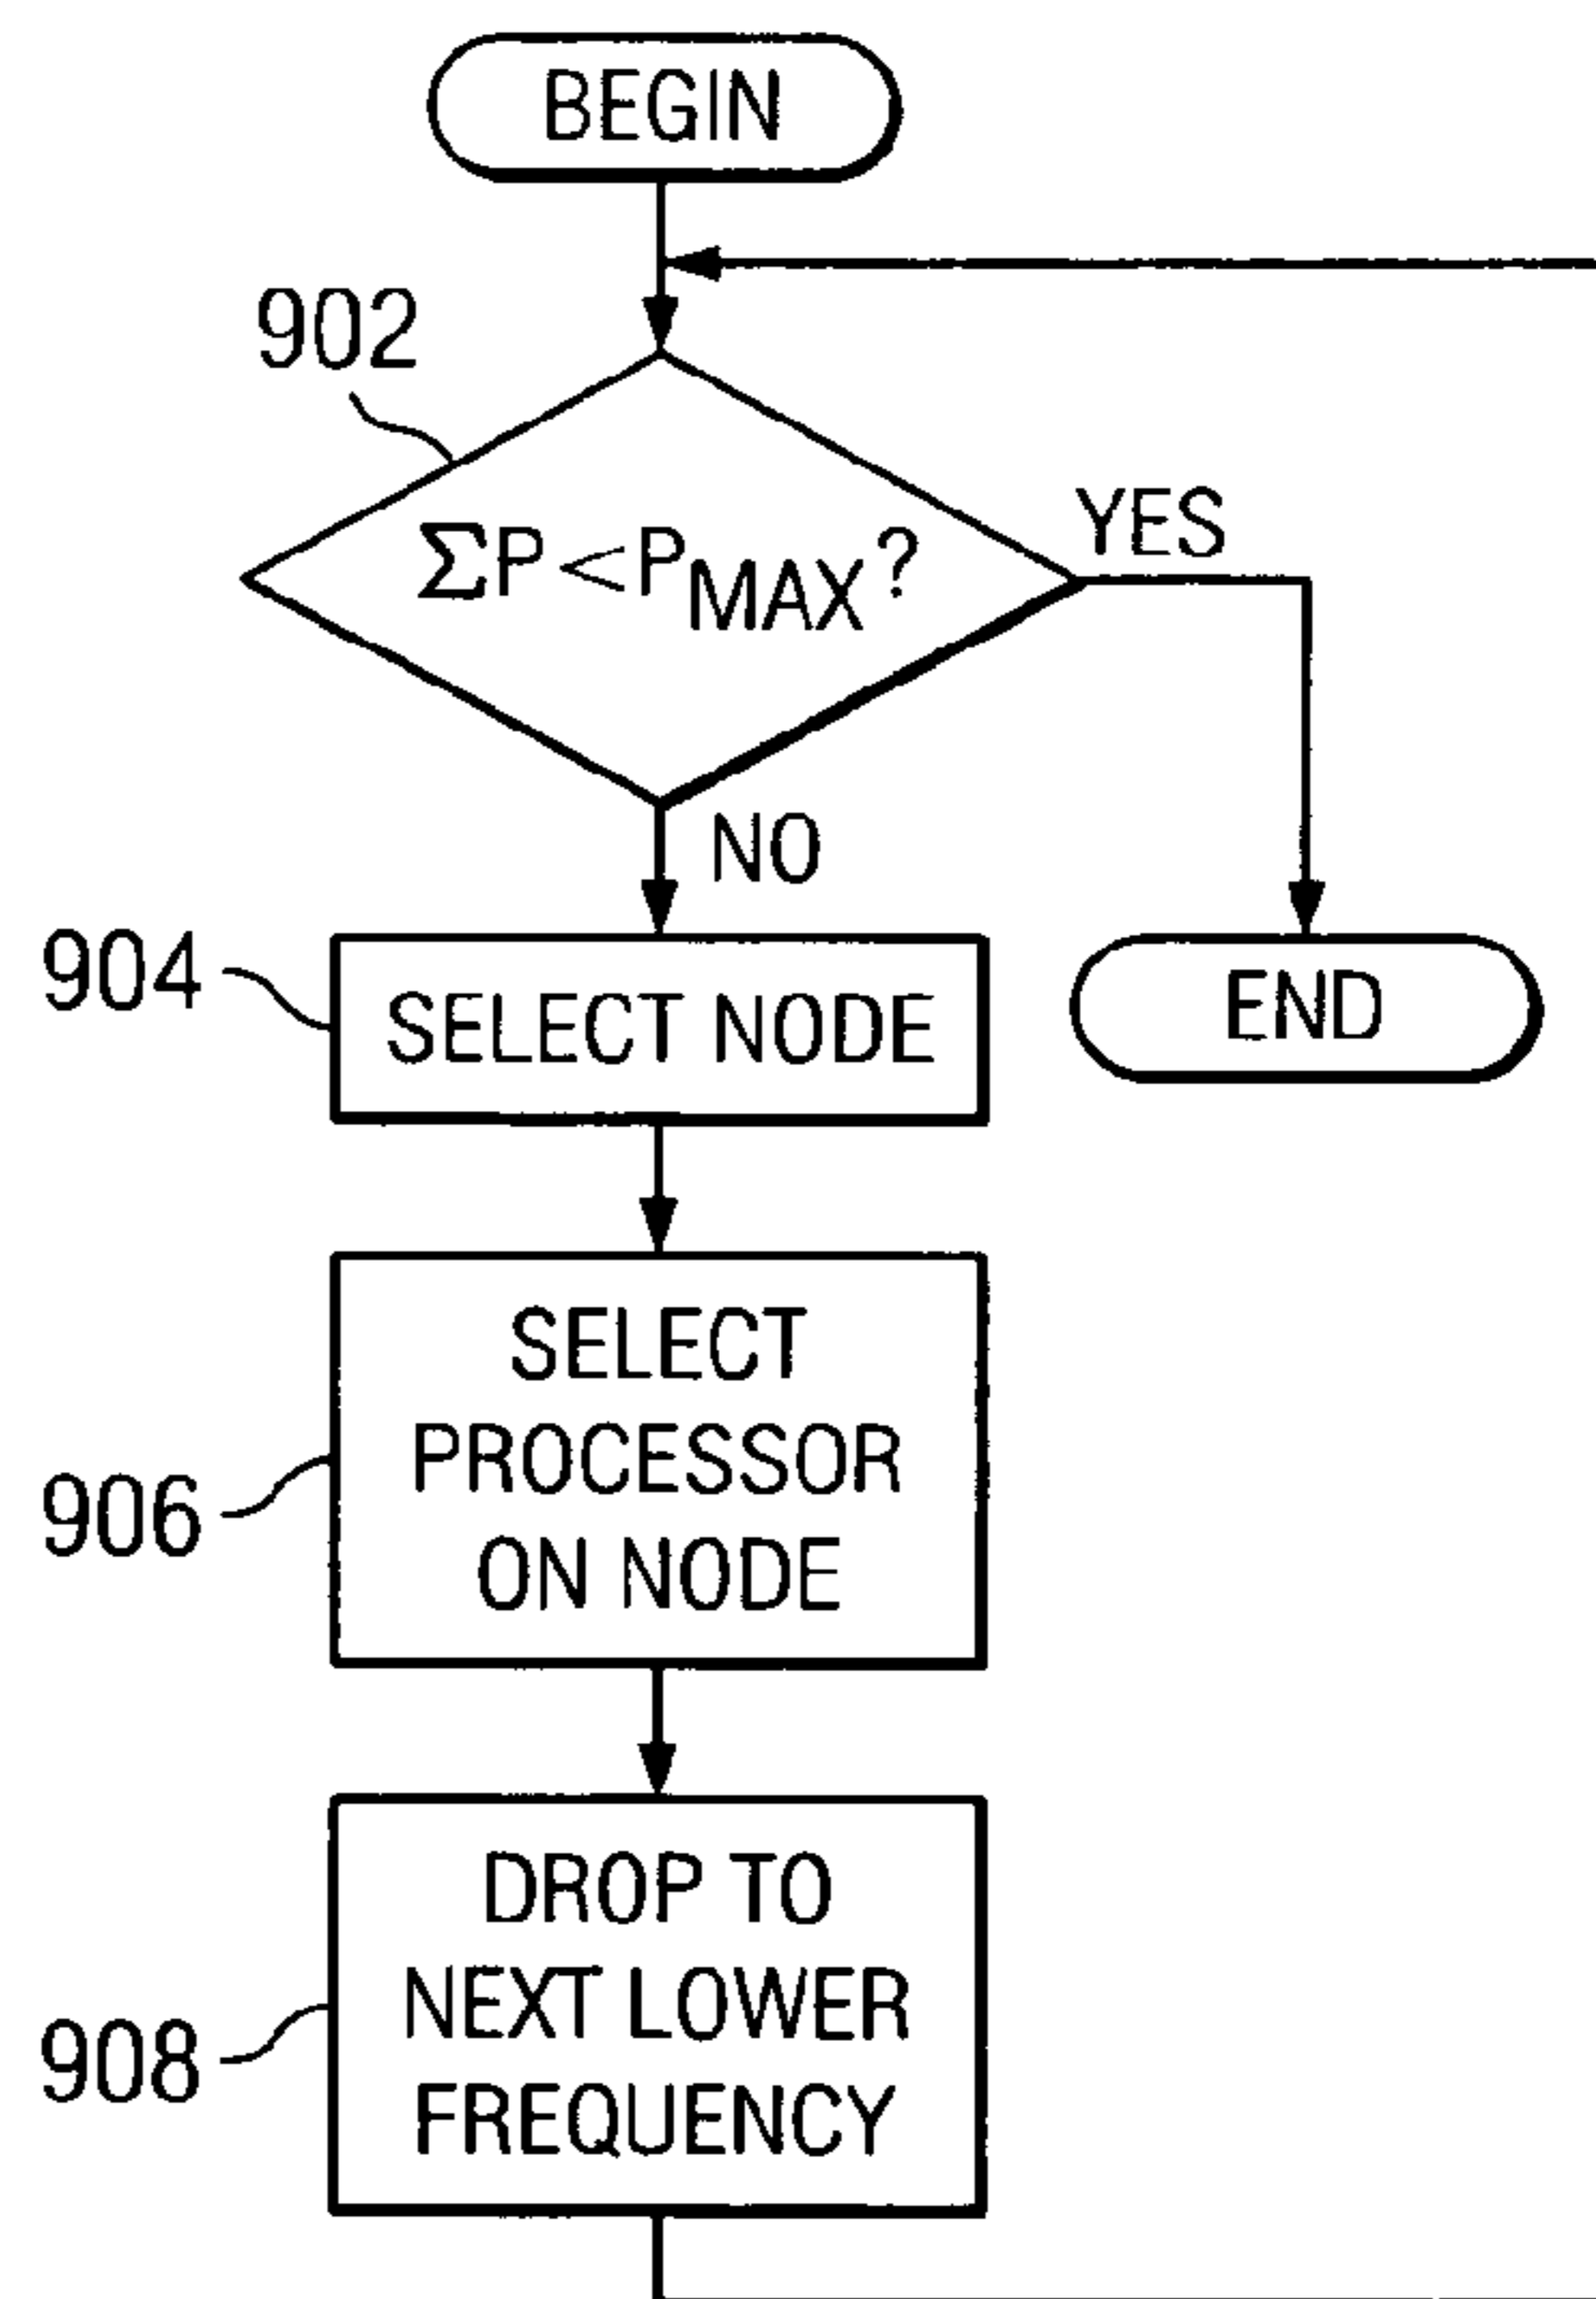 BEGIN
902
ΣP<PMAX?
YES
NO
904
SELECT NODE
END
SELECT
PROCESSOR
ON NODE
906
DROP TO
NEXT LOWER
FREQUENCY
908